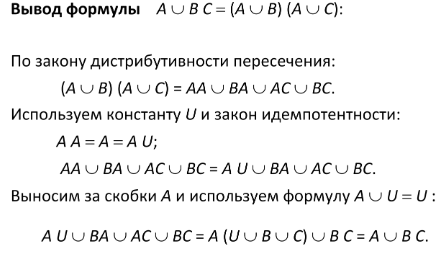 Вывод формулы A ∪ B C = (A ∪ B) (A ∪ C):
По закону дистрибутивности пересечения:
(A ∪ B) (A ∪ C) = AA ∪ BA ∪ AC ∪ BC.
Используем константу U и закон идемпотентности:
A A = A = A U;
AA ∪ BA ∪ AC ∪ BC = A U ∪ BA ∪ AC ∪ BC.
Выносим за скобки A и используем формулу A ∪ U = U :
A U ∪ BA ∪ AC ∪ BC = A (U ∪ B ∪ C) ∪ B C = A ∪ B C.